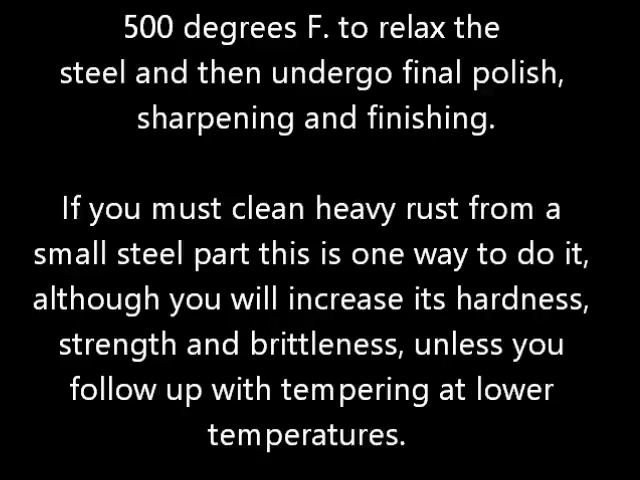 500 degrees F. to relax the
steel and then undergo final polish,
sharpening and finishing.
If you must clean heavy rust from a
small steel part this is one way to do it,
although you will increase its hardness,
strength and brittleness, unless you
follow up with tempering at lower
temperatures.